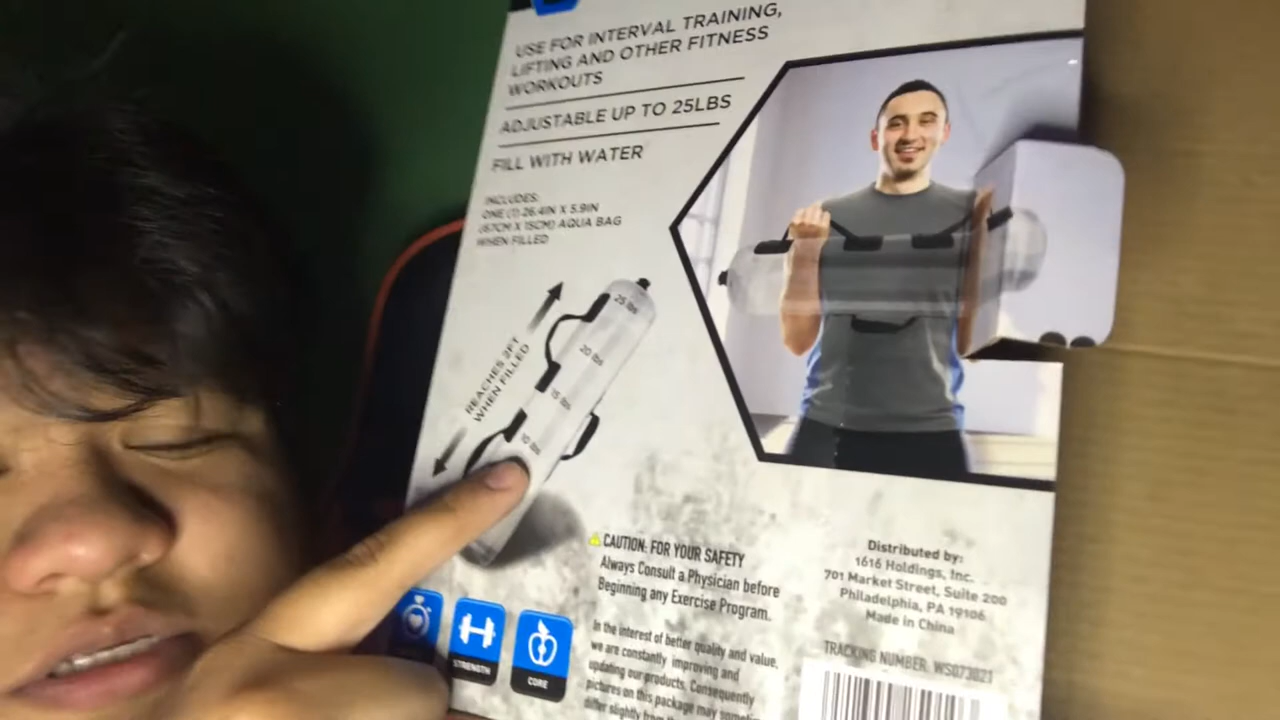 USE FOR INTERVAL TRAINING,
LIFTING AND OTHER FITNESS
WORKOUTS
ADJUSTABLE UP TO 25LBS
FILL WITH WATER
INCLUDES:
ONE (1) 26.4IN X 5.9IN
(67CM X 15CM) AQUA BAG
WHEN FILLED
REACHES 2FT
WHEN FILLED
25 lbs
20 lbs
15 lbs
10 lbs
CAUTION: FOR YOUR SAFETY
Always Consult a Physician before
Beginning any Exercise Program.
In the interest of better quality and value,
we are constantly improving and
updating our products. Consequently
pictures on this package may
differ slightly from
STRENGTH
CORE
Distributed by:
1616 Holdings, Inc.
701 Market Street, Suite 200
Philadelphia, PA 19106
Made in China
TRACKING NUMBER: WS073021